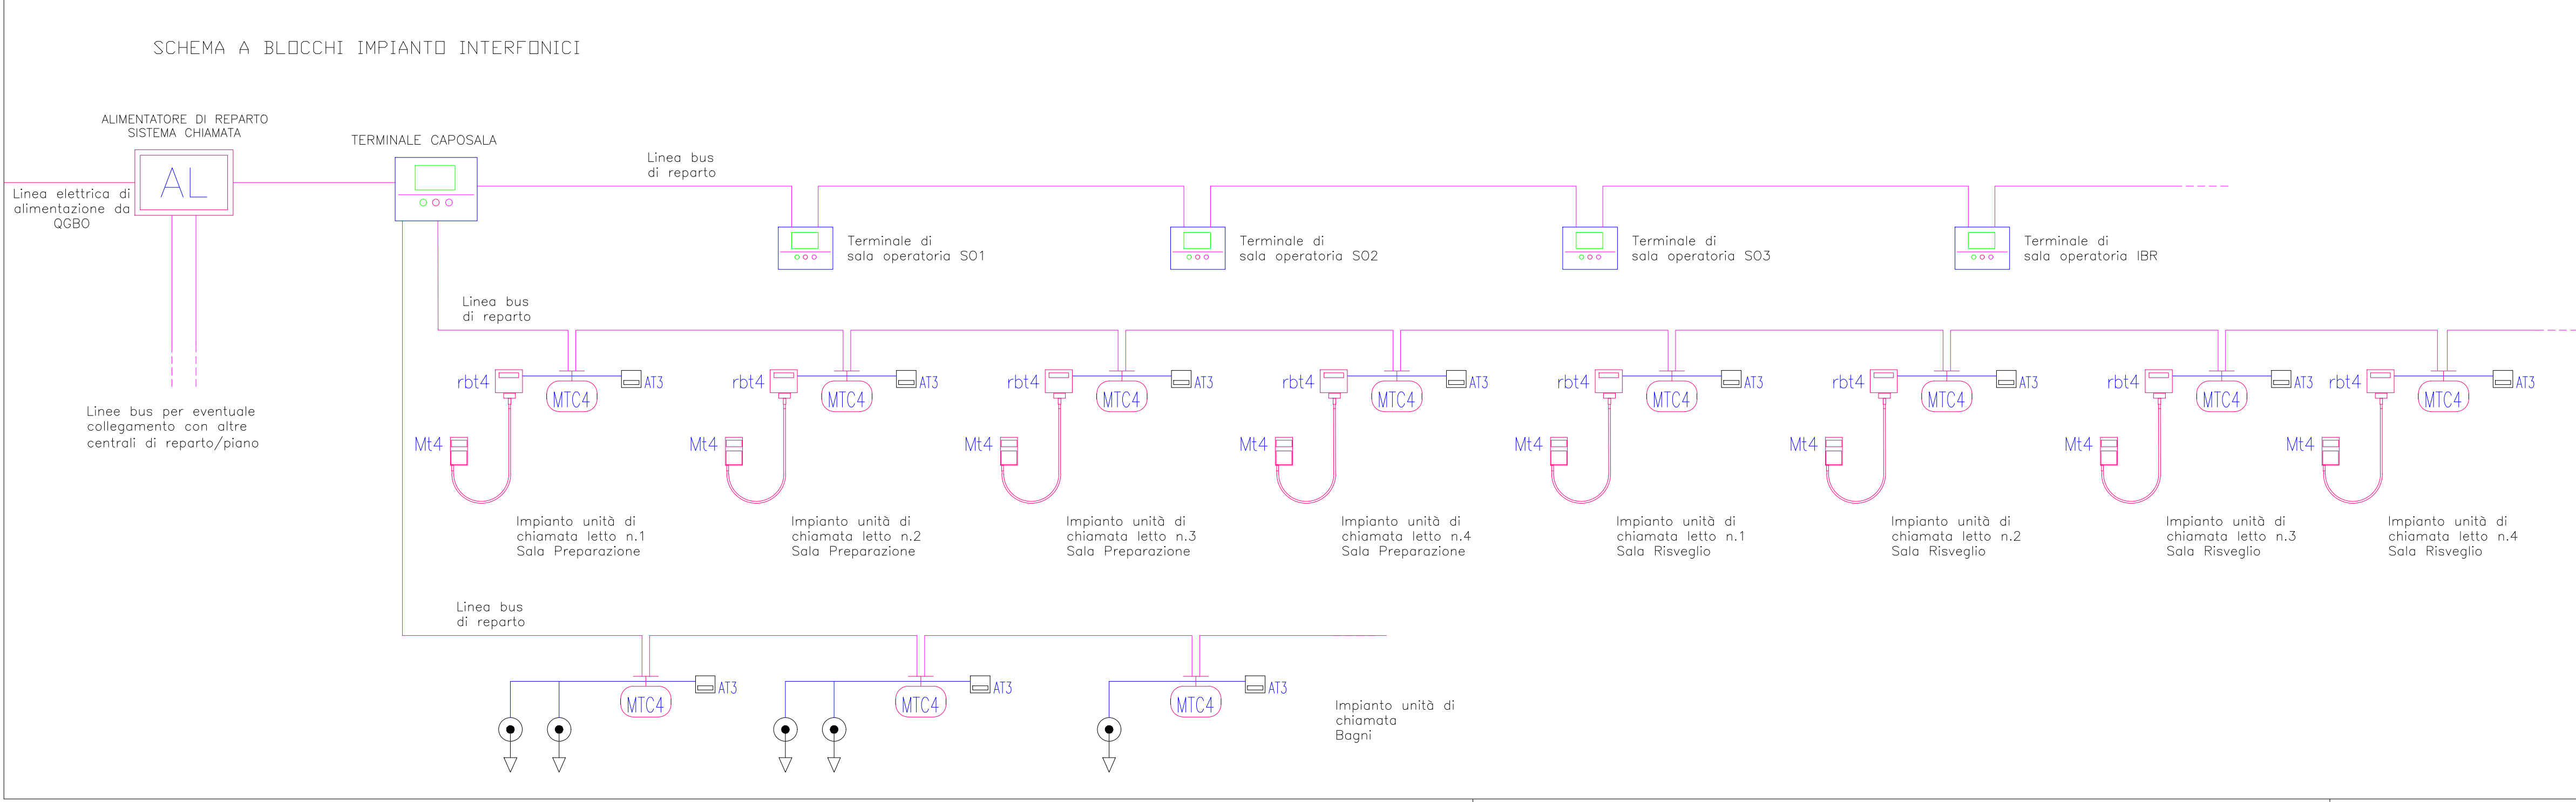 SCHEMA A BLOCCHI IMPIANTO INTERFONICI
ALIMENTATORE DI REPARTO
SISTEMA CHIAMATA
AL
Linea elettrica di
alimentazione da
QGBO
Linee bus per eventuale
collegamento con altre
centrali di reparto/piano
TERMINALE CAPOSALA
Linea bus
di reparto
Terminale di
sala operatoria SO1
Terminale di
sala operatoria SO2
Terminale di
sala operatoria SO3
Terminale di
sala operatoria IBR
Linea bus
di reparto
rbt4
MTC4
AT3
Mt4
Impianto unità di
chiamata letto n.1
Sala Preparazione
rbt4
MTC4
AT3
Mt4
Impianto unità di
chiamata letto n.2
Sala Preparazione
rbt4
MTC4
AT3
Mt4
Impianto unità di
chiamata letto n.3
Sala Preparazione
rbt4
MTC4
AT3
Mt4
Impianto unità di
chiamata letto n.4
Sala Preparazione
rbt4
MTC4
AT3
Mt4
Impianto unità di
chiamata letto n.1
Sala Risveglio
rbt4
MTC4
AT3
Mt4
Impianto unità di
chiamata letto n.2
Sala Risveglio
rbt4
MTC4
AT3
Mt4
Impianto unità di
chiamata letto n.3
Sala Risveglio
rbt4
MTC4
AT3
Mt4
Impianto unità di
chiamata letto n.4
Sala Risveglio
Linea bus
di reparto
MTC4
AT3
MTC4
AT3
MTC4
AT3
Impianto unità di
chiamata
Bagni